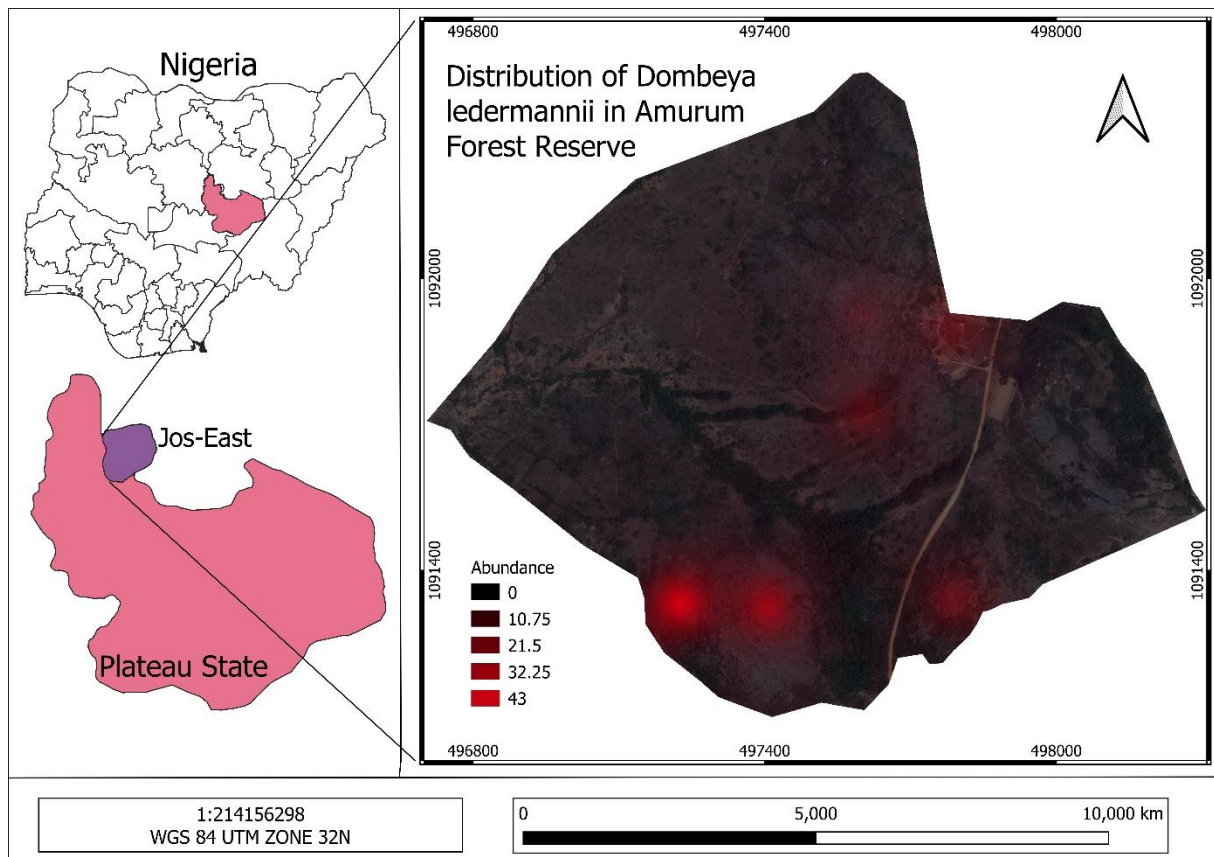 Nigeria
Jos-East
Plateau State
496800
497400
498000
Distribution of Dombeya
ledermannii in Amurum
Forest Reserve
1092000
1092000
1091400
1091400
Abundance
0
10.75
21.5
32.25
43
496800
497400
498000
1:214156298
WGS 84 UTM ZONE 32N
0
5,000
10,000 km